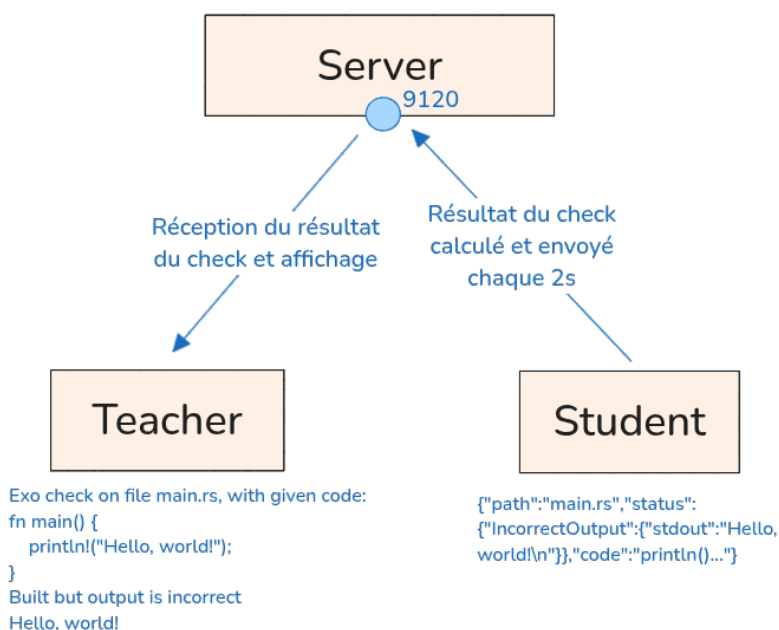 Server
9120
Réception du résultat
du check et affichage
Résultat du check
calculé et envoyé
chaque 2s
Teacher
Student
Exo check on file main.rs, with given code:
fn main() {
    println!("Hello, world!");
}
Built but output is incorrect
Hello, world!
{"path":"main.rs","status":
{"IncorrectOutput":{"stdout":"Hello,
world!\n"}},"code":"println()..."}